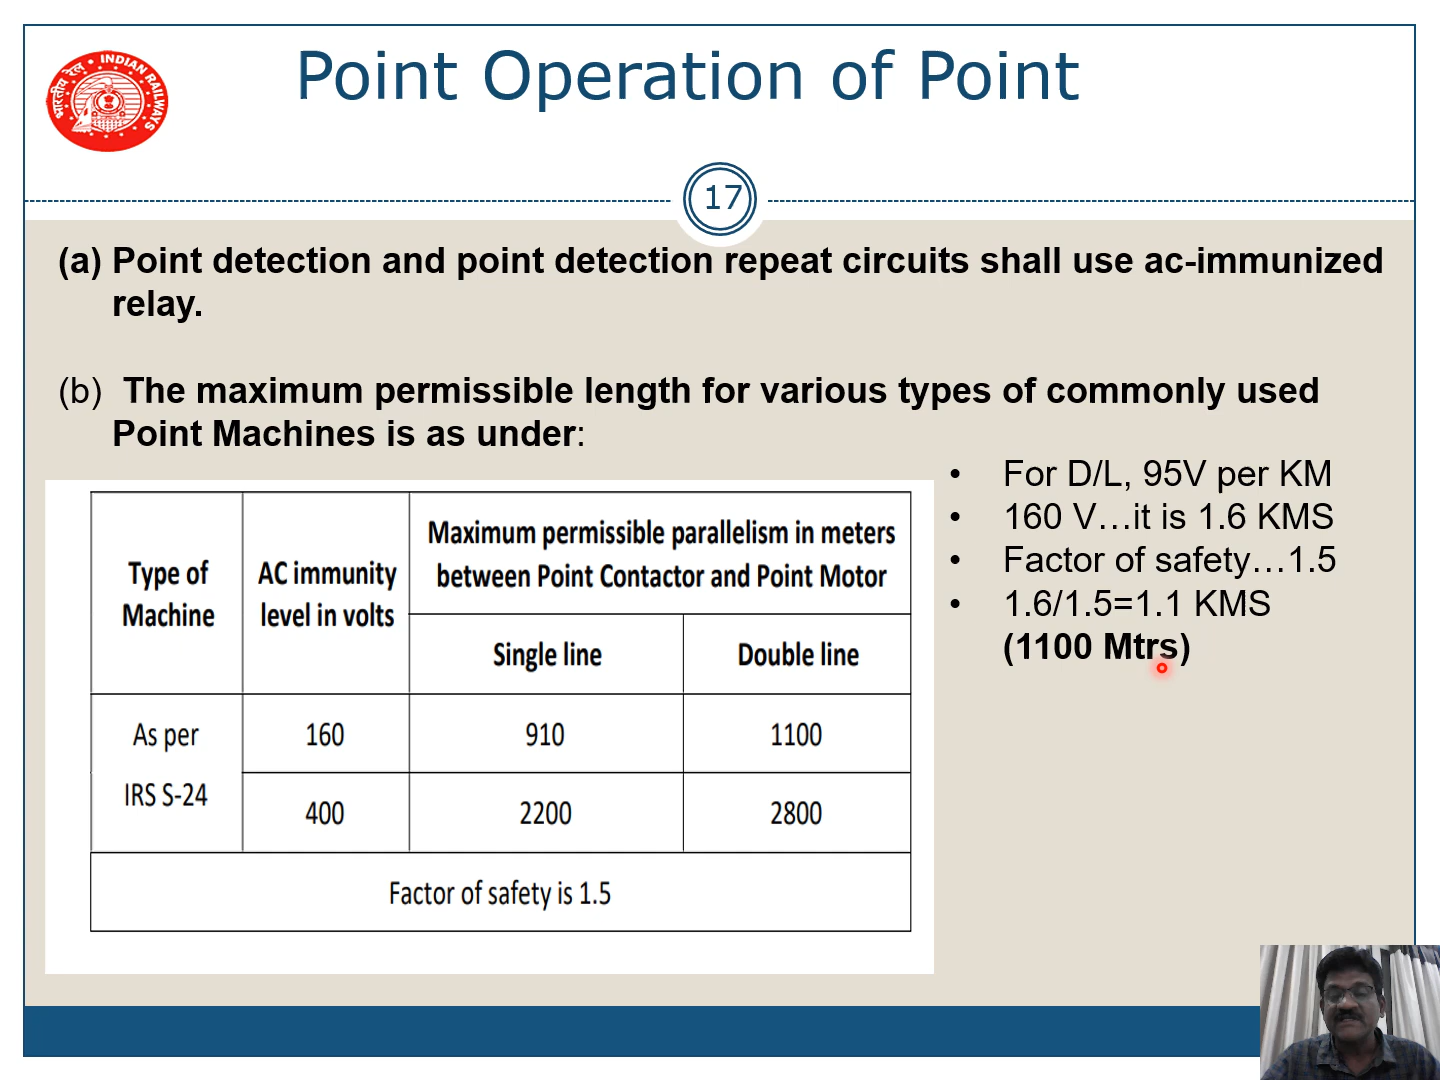 भारतीय रेल • INDIAN RAILWAYS
Point Operation of Point
17
(a) Point detection and point detection repeat circuits shall use ac-immunized
relay.
(b) The maximum permissible length for various types of commonly used
Point Machines is as under:
• For D/L, 95V per KM
• 160 V…it is 1.6 KMS
• Factor of safety…1.5
• 1.6/1.5=1.1 KMS
(1100 Mtrs)
Type of
Machine
AC immunity
level in volts
Maximum permissible parallelism in meters
between Point Contactor and Point Motor
Single line Double line
As per
IRS S-24
160 910 1100
400 2200 2800
Factor of safety is 1.5